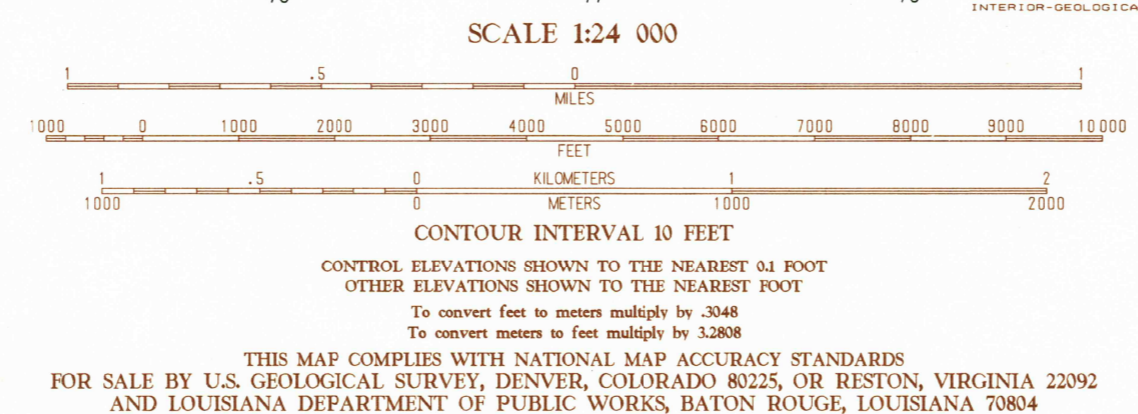 INTERIOR-GEOLOGICA
SCALE 1:24 000
1 .5 0 1
MILES
1000 0 1000 2000 3000 4000 5000 6000 7000 8000 9000 10 000
FEET
1 .5 0 KILOMETERS 1 2
1000 0 METERS 1000 2000
CONTOUR INTERVAL 10 FEET
CONTROL ELEVATIONS SHOWN TO THE NEAREST 0.1 FOOT
OTHER ELEVATIONS SHOWN TO THE NEAREST FOOT
To convert feet to meters multiply by .3048
To convert meters to feet multiply by 3.2808
THIS MAP COMPLIES WITH NATIONAL MAP ACCURACY STANDARDS
FOR SALE BY U.S. GEOLOGICAL SURVEY, DENVER, COLORADO 80225, OR RESTON, VIRGINIA 22092
AND LOUISIANA DEPARTMENT OF PUBLIC WORKS, BATON ROUGE, LOUISIANA 70804